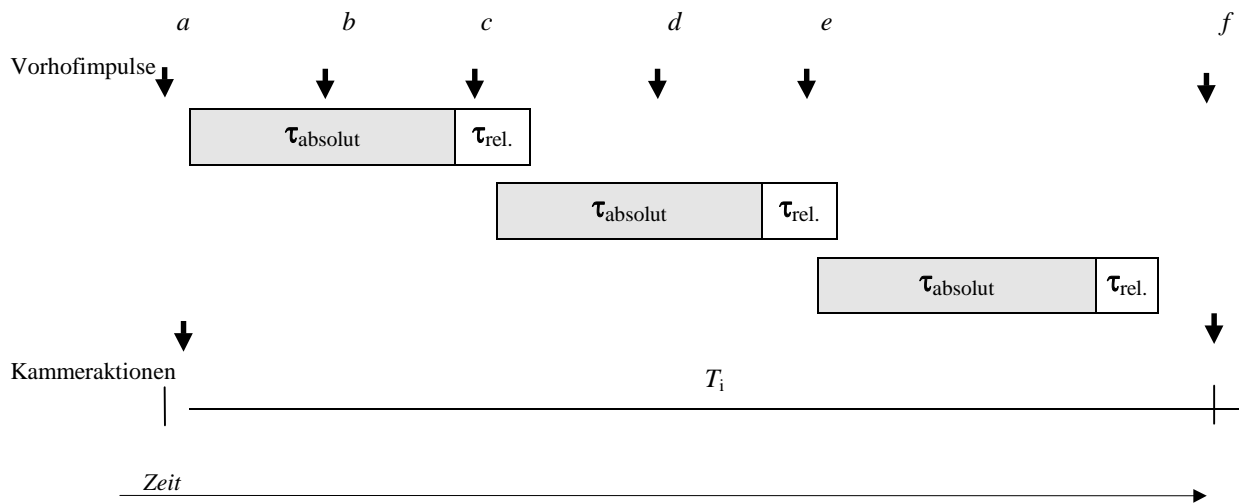 a b c d e f
Vorhofimpulse
τabsolut τrel.
τabsolut τrel.
τabsolut τrel.
Kammeraktionen
Ti
Zeit